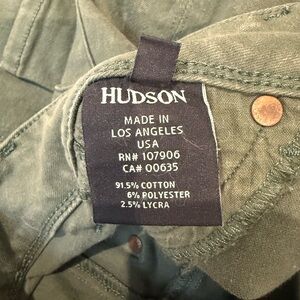 HUDSON
MADE IN
LOS ANGELES
USA
RN# 107906
CA# 00635
91.5% COTTON
6% POLYESTER
2.5% LYCRA